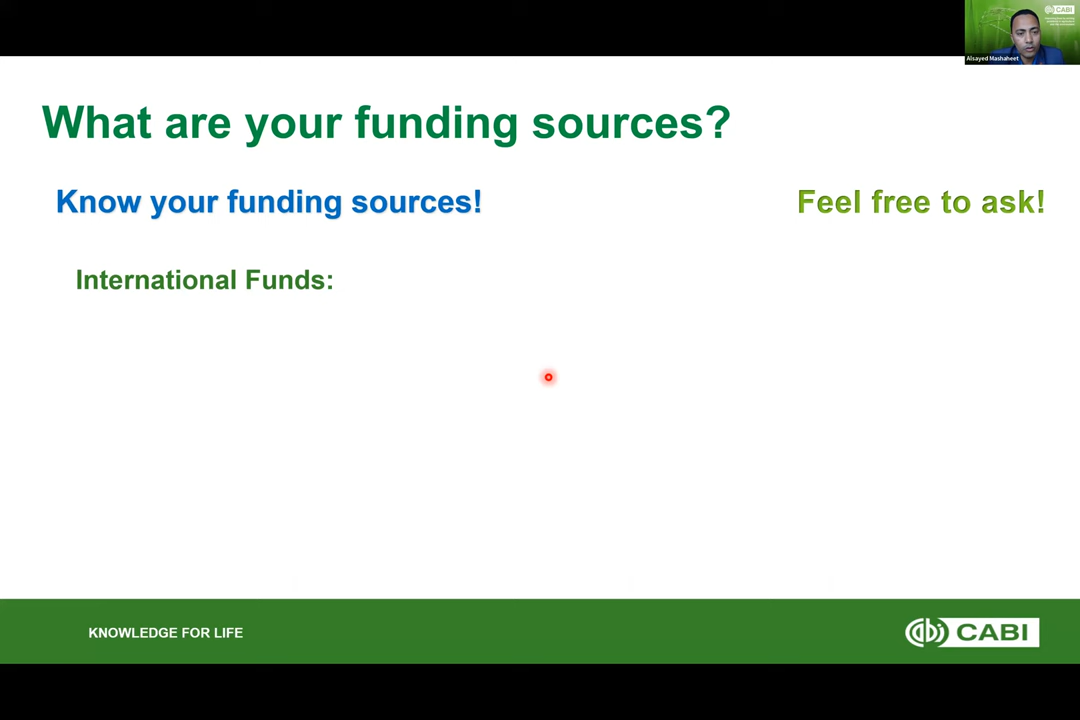 CABI
Alsayed Mashaheet
What are your funding sources?
Know your funding sources!
Feel free to ask!
International Funds:
KNOWLEDGE FOR LIFE
CABI